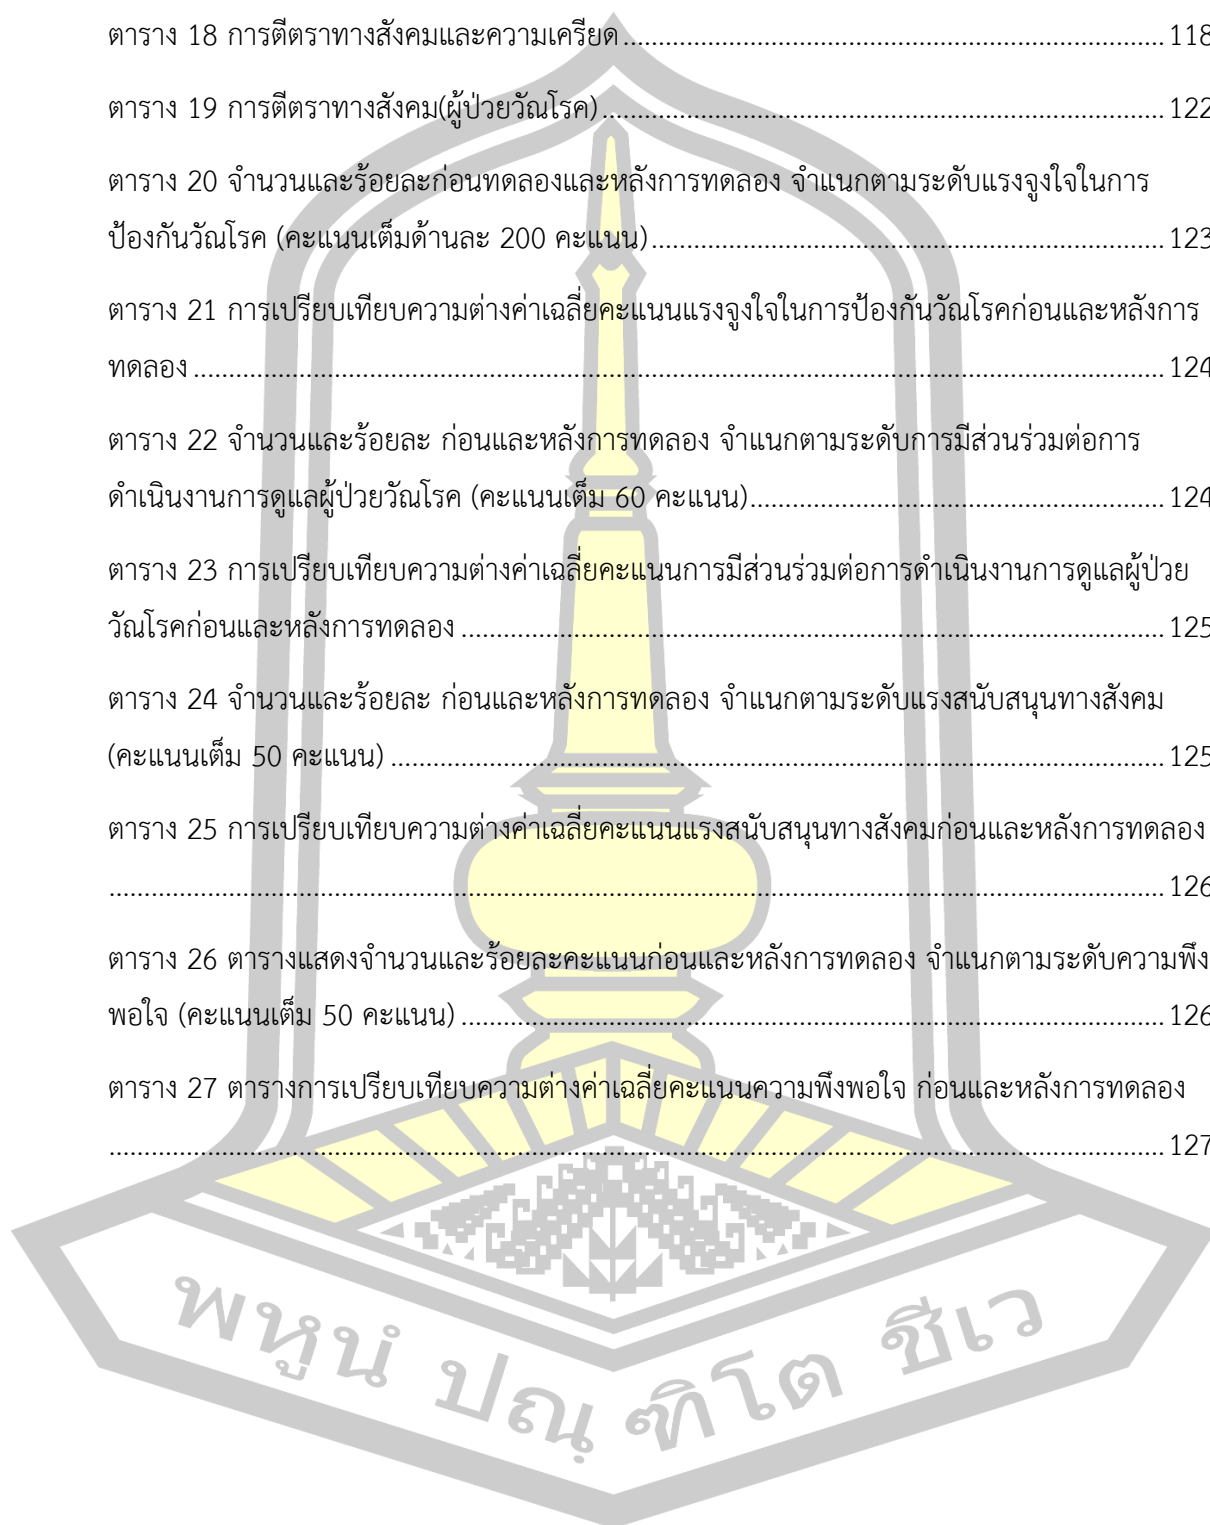 ตาราง 18 การตีตราทางสังคมและความเครียด ........................................................................ 118
ตาราง 19 การตีตราทางสังคม(ผู้ป่วยวัณโรค) ........................................................................ 122
ตาราง 20 จำนวนและร้อยละก่อนทดลองและหลังการทดลอง จำแนกตามระดับแรงจูงใจในการ
ป้องกันวัณโรค (คะแนนเต็มด้านละ 200 คะแนน) ........................................................................ 123
ตาราง 21 การเปรียบเทียบความต่างค่าเฉลี่ยคะแนนแรงจูงใจในการป้องกันวัณโรคก่อนและหลังการ
ทดลอง ........................................................................ 124
ตาราง 22 จำนวนและร้อยละ ก่อนและหลังการทดลอง จำแนกตามระดับการมีส่วนร่วมต่อการ
ดำเนินงานการดูแลผู้ป่วยวัณโรค (คะแนนเต็ม 60 คะแนน) ........................................................................ 124
ตาราง 23 การเปรียบเทียบความต่างค่าเฉลี่ยคะแนนการมีส่วนร่วมต่อการดำเนินงานการดูแลผู้ป่วย
วัณโรคก่อนและหลังการทดลอง ........................................................................ 125
ตาราง 24 จำนวนและร้อยละ ก่อนและหลังการทดลอง จำแนกตามระดับแรงสนับสนุนทางสังคม
(คะแนนเต็ม 50 คะแนน) ........................................................................ 125
ตาราง 25 การเปรียบเทียบความต่างค่าเฉลี่ยคะแนนแรงสนับสนุนทางสังคมก่อนและหลังการทดลอง
........................................................................ 126
ตาราง 26 ตารางแสดงจำนวนและร้อยละคะแนนก่อนและหลังการทดลอง จำแนกตามระดับความพึง
พอใจ (คะแนนเต็ม 50 คะแนน) ........................................................................ 126
ตาราง 27 ตารางการเปรียบเทียบความต่างค่าเฉลี่ยคะแนนความพึงพอใจ ก่อนและหลังการทดลอง
........................................................................ 127
พหูนํ ปณฺฑิโต ชีเว